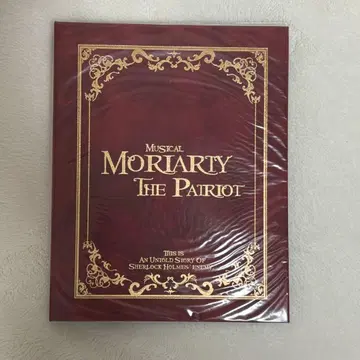 MUSICAL
MORIARTY
THE PATRIOT
THIS IS
AN UNTOLD STORY OF
SHERLOCK HOLMES' ENEMY